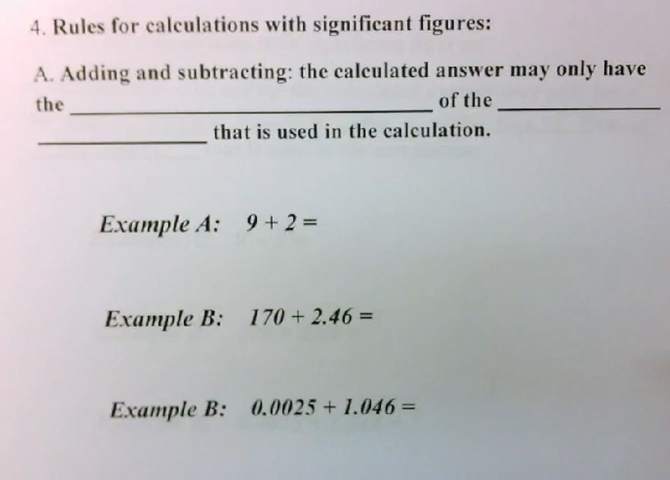 4. Rules for calculations with significant figures:
A. Adding and subtracting: the calculated answer may only have
the ____________________ of the ____________
____________ that is used in the calculation.
Example A: 9 + 2 =
Example B: 170 + 2.46 =
Example B: 0.0025 + 1.046 =